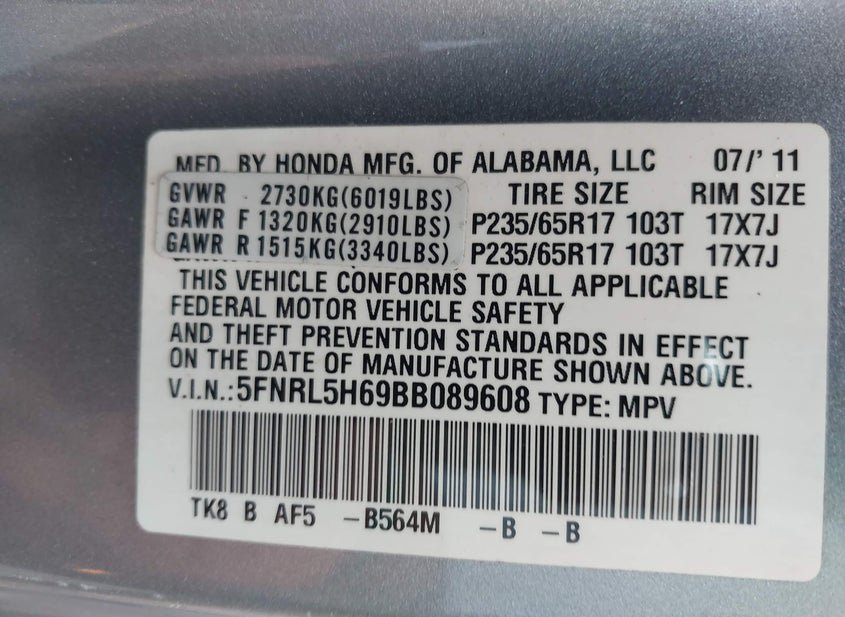 MFD. BY HONDA MFG. OF ALABAMA, LLC 07/' 11
GVWR 2730KG(6019LBS) TIRE SIZE RIM SIZE
GAWR F 1320KG(2910LBS) P235/65R17 103T 17X7J
GAWR R 1515KG(3340LBS) P235/65R17 103T 17X7J
THIS VEHICLE CONFORMS TO ALL APPLICABLE
FEDERAL MOTOR VEHICLE SAFETY
AND THEFT PREVENTION STANDARDS IN EFFECT
ON THE DATE OF MANUFACTURE SHOWN ABOVE.
V.I.N.:5FNRL5H69BB089608 TYPE: MPV
TK8 B AF5 -B564M -B -B